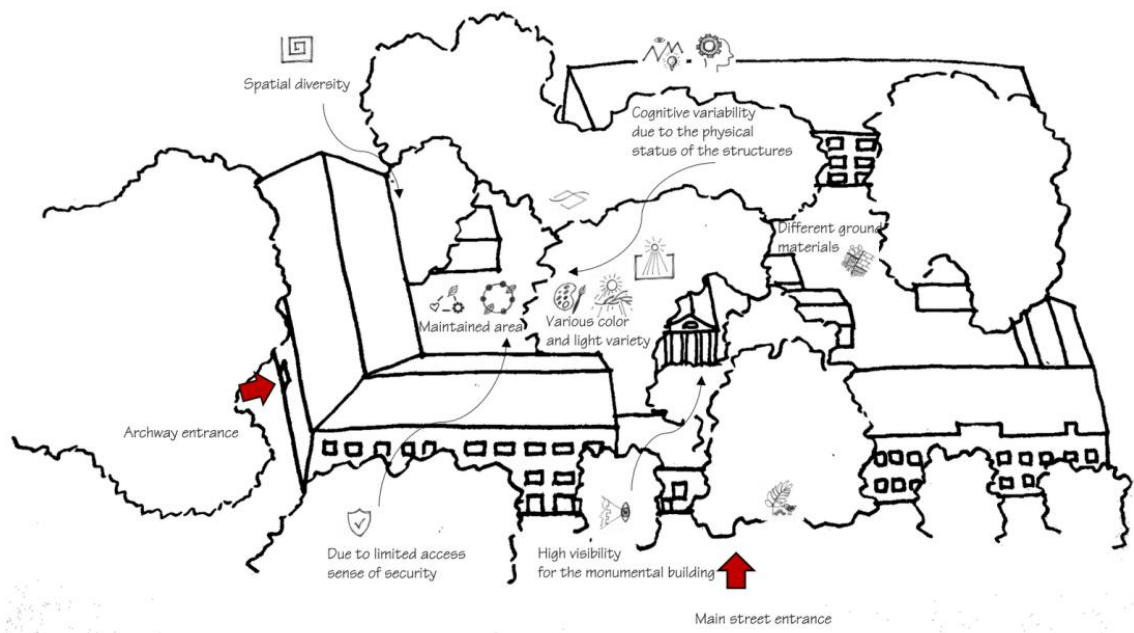 Spatial diversity
Cognitive variability
due to the physical
status of the structures
Different ground
materials
Maintained area
Various color
and light variety
Archway entrance
Due to limited access
sense of security
High visibility
for the monumental building
Main street entrance